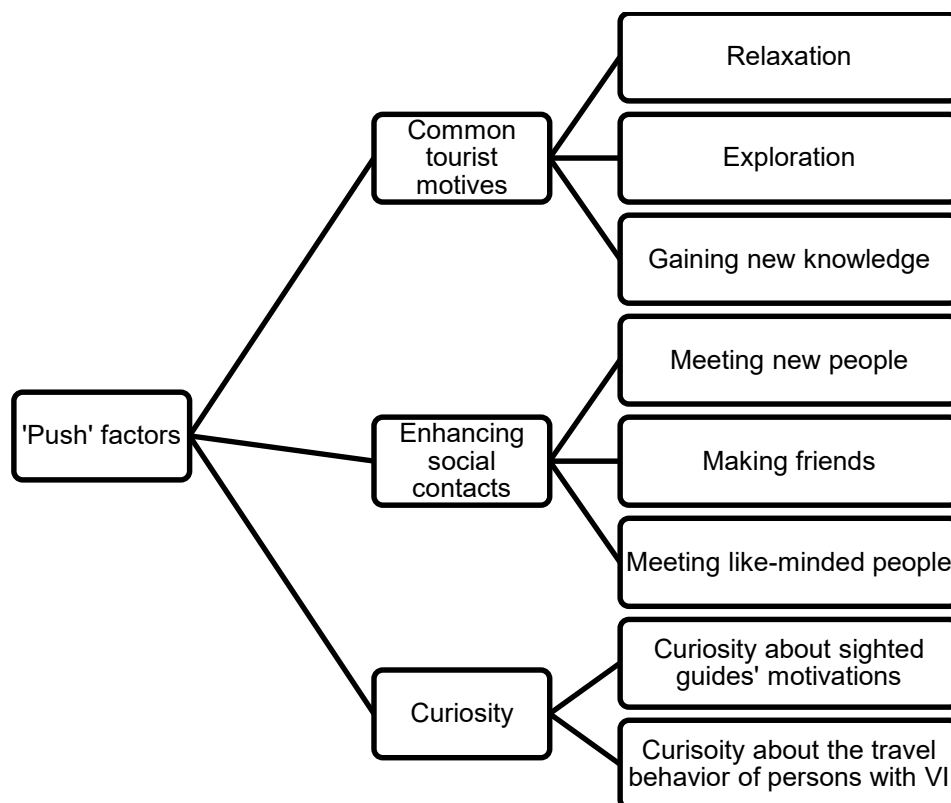 Relaxation
Common
tourist
motives
Exploration
Gaining new knowledge
Meeting new people
'Push' factors
Enhancing
social
contacts
Making friends
Meeting like-minded people
Curiosity about sighted
guides' motivations
Curiosity
Curisoity about the travel
behavior of persons with VI